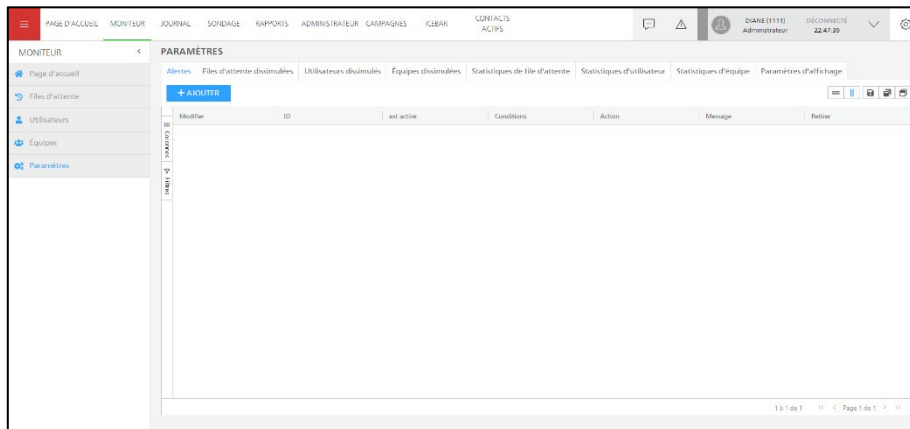 PAGE D'ACCUEIL MONITEUR JOURNAL SONDAGE RAPPORTS ADMINISTRATEUR CAMPAGNES ICEBAR CONTACTS ACTIFS DIANE (1111) Administrateur DÉCONNECTÉ 22:47:39
MONITEUR
Page d'accueil
Files d'attente
Utilisateurs
Équipes
Paramètres
PARAMÈTRES
Alertes Files d'attente dissimulées Utilisateurs dissimulés Équipes dissimulées Statistiques de file d'attente Statistiques d'utilisateur Statistiques d'équipe Paramètres d'affichage
+ AJOUTER
Modifier ID est active Conditions Action Message Retirer
Colonnes
Filtres
1 à 1 de 1 Page 1 de 1